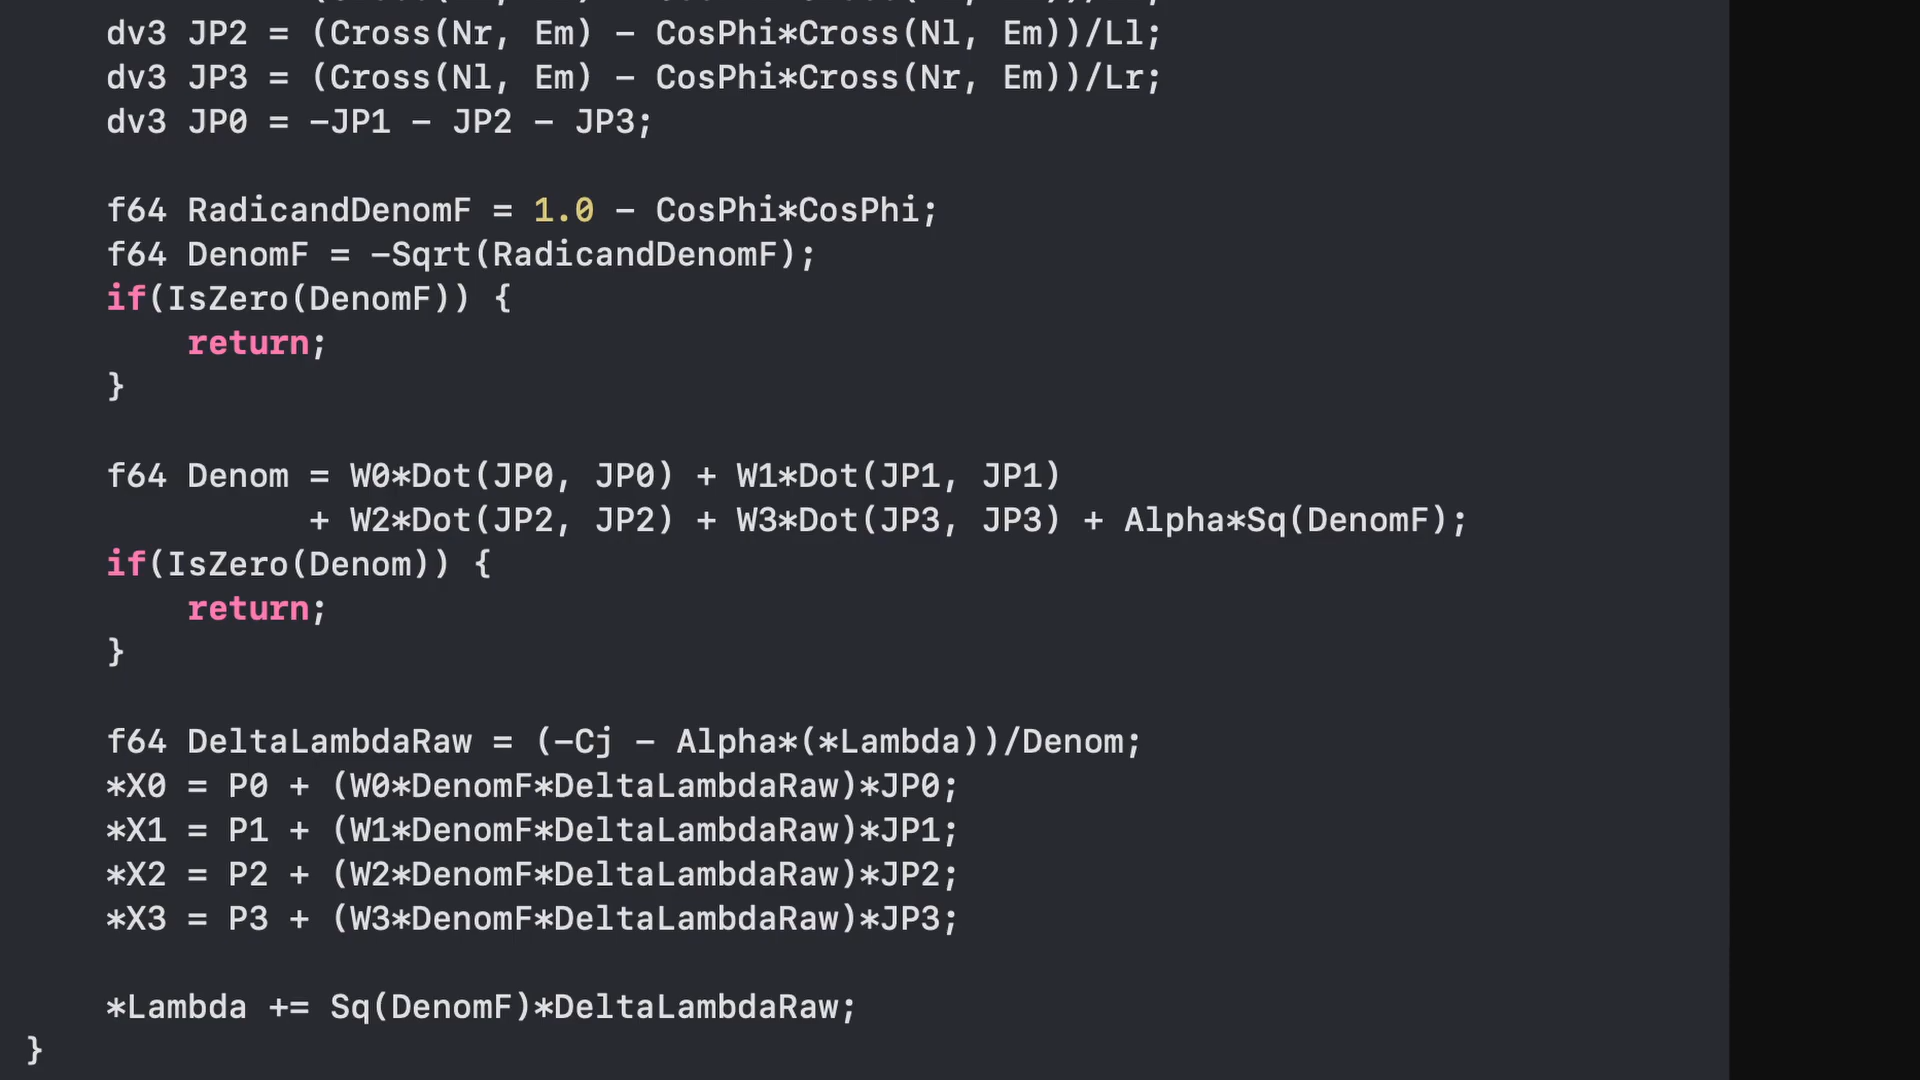 dv3 JP2 = (Cross(Nr, Em) - CosPhi*Cross(Nl, Em))/Ll;
dv3 JP3 = (Cross(Nl, Em) - CosPhi*Cross(Nr, Em))/Lr;
dv3 JP0 = -JP1 - JP2 - JP3;
f64 RadicandDenomF = 1.0 - CosPhi*CosPhi;
f64 DenomF = -Sqrt(RadicandDenomF);
if(IsZero(DenomF)) {
return;
}
f64 Denom = W0*Dot(JP0, JP0) + W1*Dot(JP1, JP1)
+ W2*Dot(JP2, JP2) + W3*Dot(JP3, JP3) + Alpha*Sq(DenomF);
if(IsZero(Denom)) {
return;
}
f64 DeltaLambdaRaw = (-Cj - Alpha*(*Lambda))/Denom;
*X0 = P0 + (W0*DenomF*DeltaLambdaRaw)*JP0;
*X1 = P1 + (W1*DenomF*DeltaLambdaRaw)*JP1;
*X2 = P2 + (W2*DenomF*DeltaLambdaRaw)*JP2;
*X3 = P3 + (W3*DenomF*DeltaLambdaRaw)*JP3;
*Lambda += Sq(DenomF)*DeltaLambdaRaw;
}